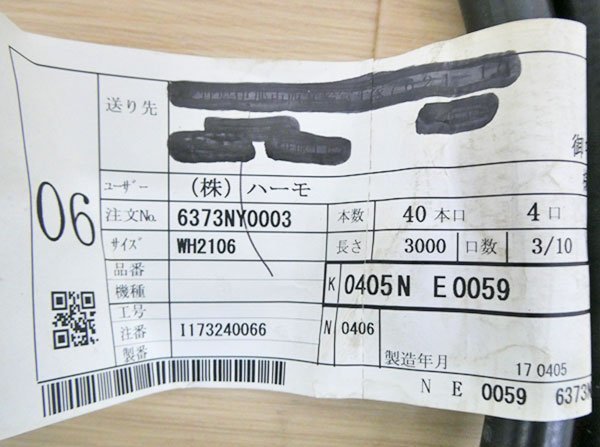 送り先
ユーザー (株)ハーモ
06
注文No. 6373NY0003 本数 40 本口 4 口
サイズ WH2106 長さ 3000 口数 3/10
品番
機種 K 0405N E0059
工号
注番 I173240066 N 0406
製番 製造年月 17 0405
N E 0059 6373N